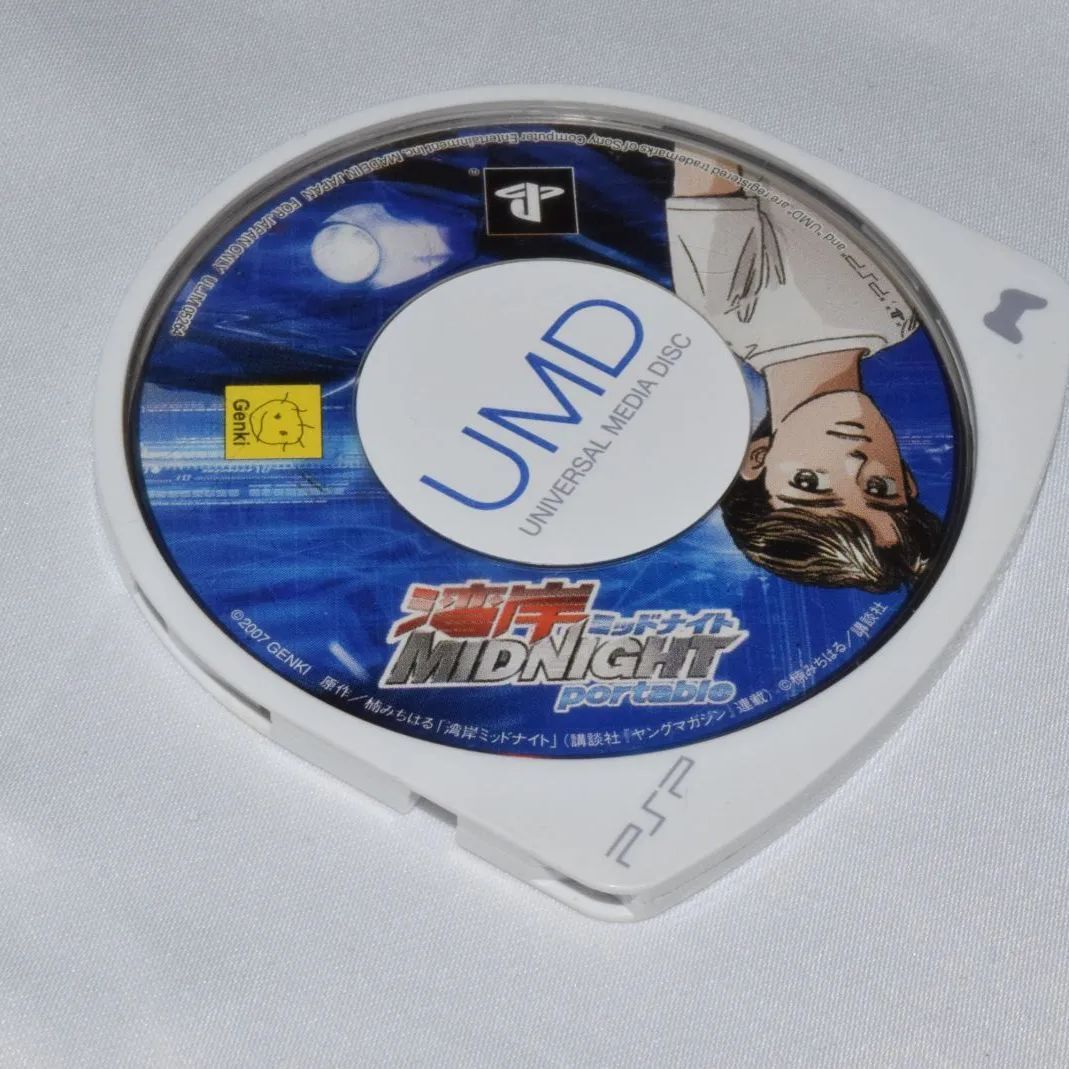 "PSP" and "UMD" are registered trademarks of Sony Computer Entertainment Inc. MADE IN JAPAN FOR JAPAN ONLY ULJM 05254
®
Genki
UMD
UNIVERSAL MEDIA DISC
湾岸
ミッドナイト
MIDNIGHT
portable
©2007 GENKI 原作/楠みちはる「湾岸ミッドナイト」(講談社『ヤングマガジン』連載) ©楠みちはる/講談社
PSP